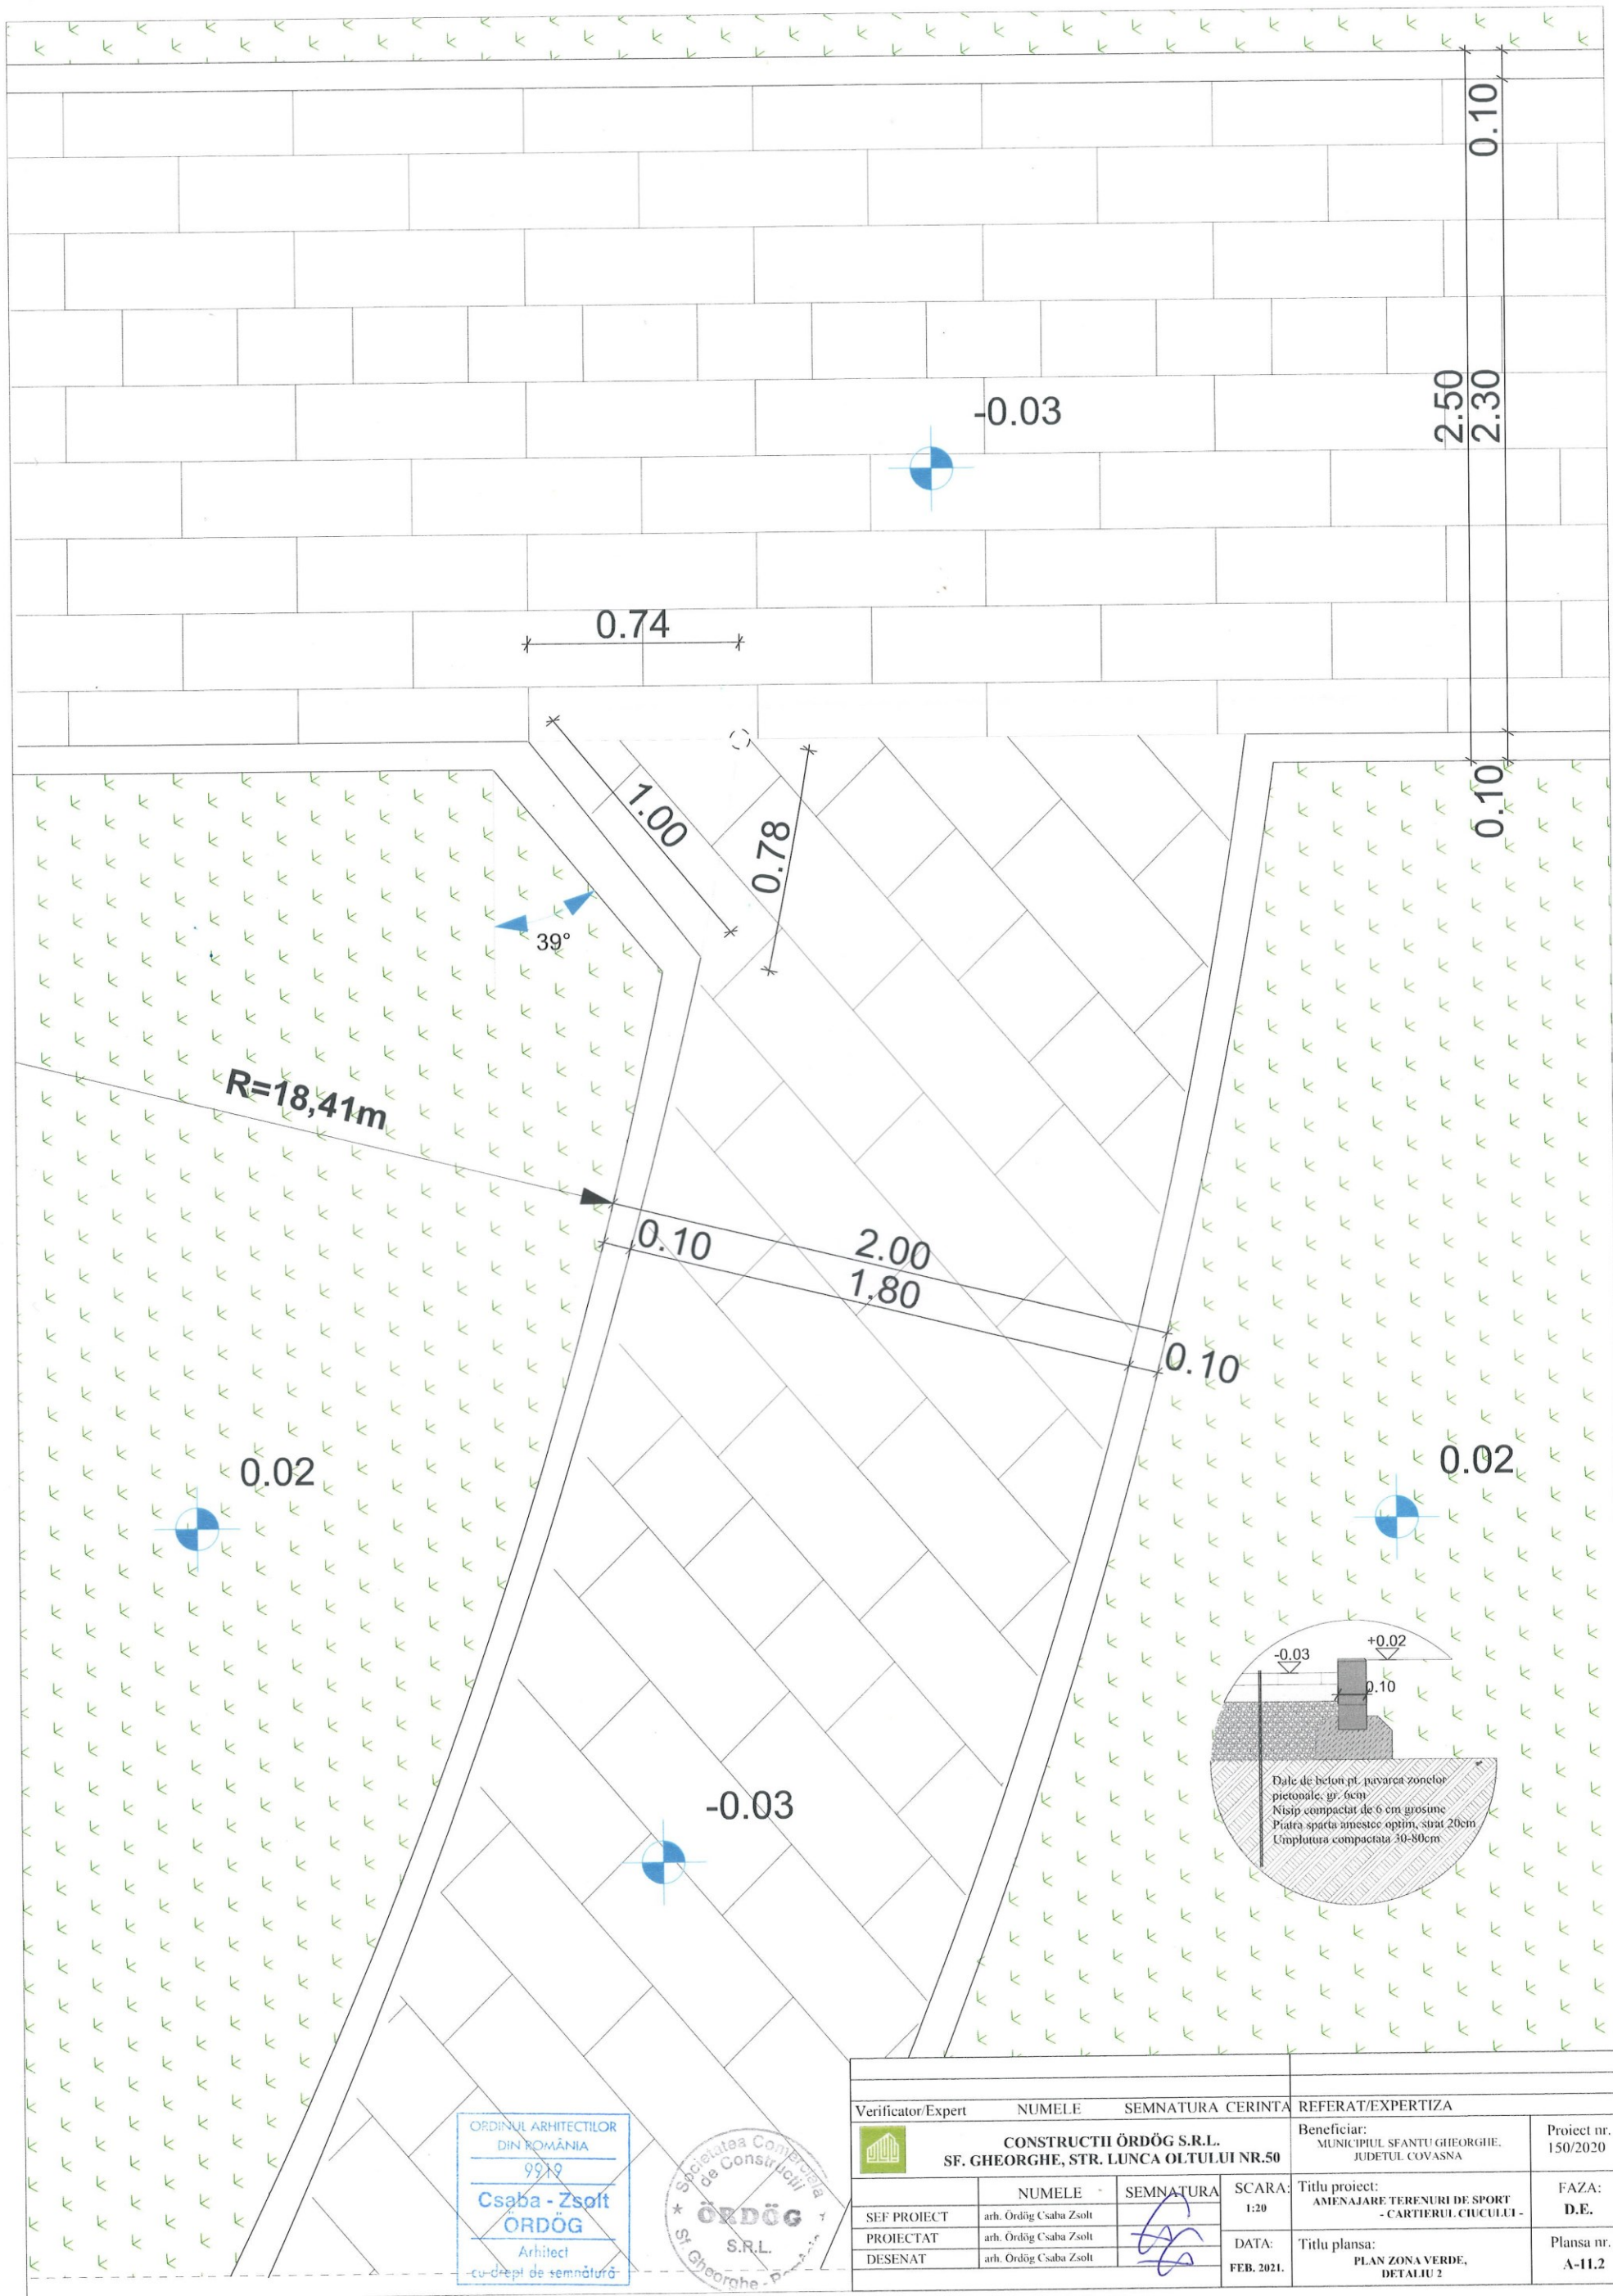 0.10
2.50
2.30
-0.03
0.74
1.00
0.78
0.10
39°
R=18,41m
0.10
2.00
1.80
0.10
0.02
0.02
-0.03
+0.02
0.10
Dale de beton pt. pavarea zonelor
pietonale, gr. 6cm
Nisip compactat de 6 cm grosime
Piatra sparta amestec optim, strat 20cm
Umplutura compactata 30-80cm
-0.03
ORDINUL ARHITECTILOR
DIN ROMÂNIA
9919
Csaba - Zsolt
ÖRDÖG
Arhitect
cu drept de semnătură
Societatea Comerciala
de Constructii
ÖRDÖG
S.R.L.
Sf. Gheorghe
Verificator/Expert NUMELE SEMNATURA CERINTA REFERAT/EXPERTIZA
CONSTRUCTII ÖRDÖG S.R.L.
SF. GHEORGHE, STR. LUNCA OLTULUI NR.50
Beneficiar:
MUNICIPIUL SFANTU GHEORGHE,
JUDETUL COVASNA
Proiect nr.
150/2020
NUMELE SEMNATURA
SEF PROIECT arh. Ördög Csaba Zsolt
PROIECTAT arh. Ördög Csaba Zsolt
DESENAT arh. Ördög Csaba Zsolt
SCARA:
1:20
DATA:
FEB. 2021.
Titlu proiect:
AMENAJARE TERENURI DE SPORT
- CARTIERUL CIUCULUI -
Titlu plansa:
PLAN ZONA VERDE,
DETALIU 2
FAZA:
D.E.
Plansa nr.
A-11.2